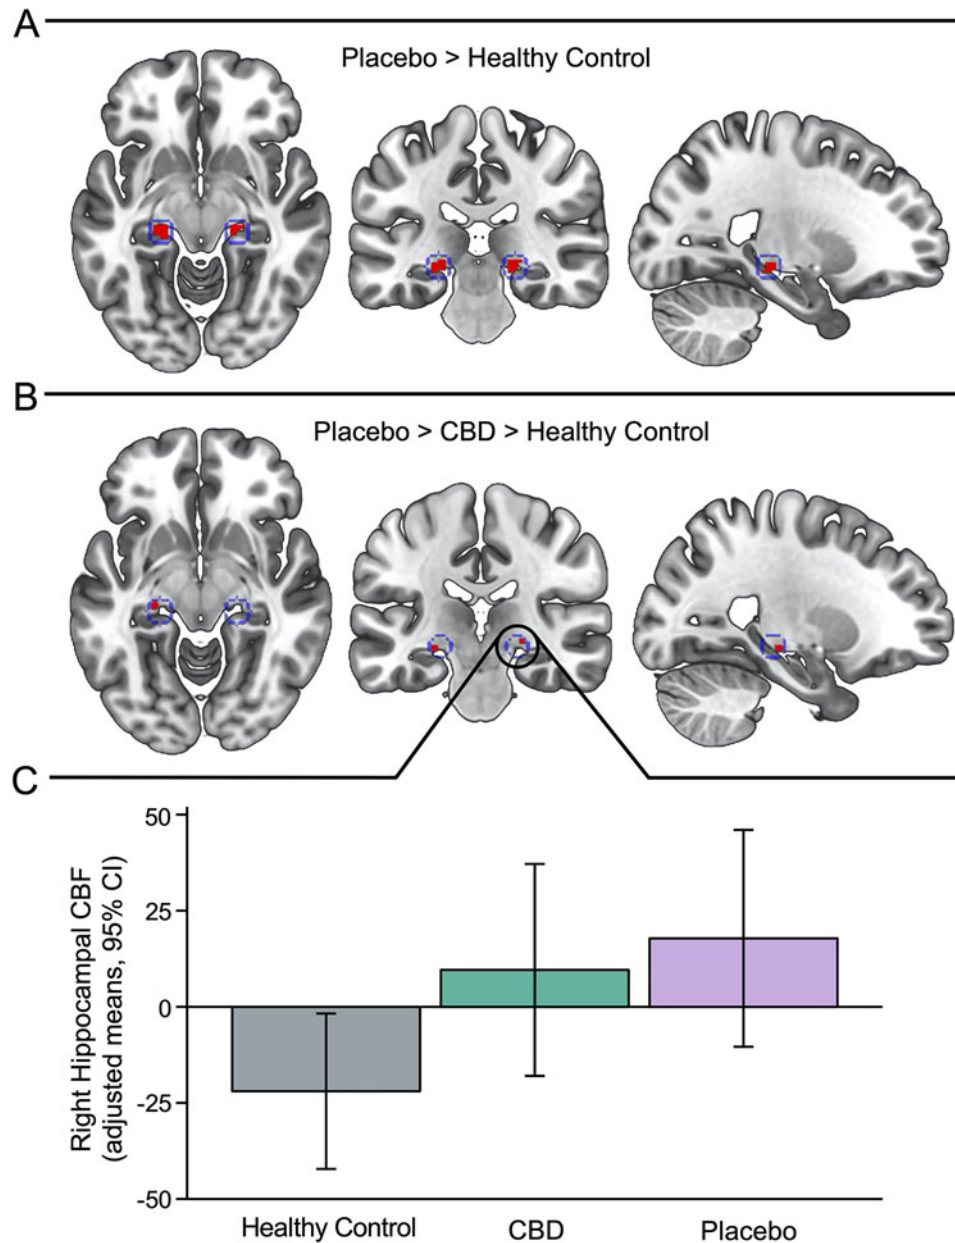 A
Placebo > Healthy Control
B
Placebo > CBD > Healthy Control
C
Right Hippocampal CBF
(adjusted means, 95% CI)
50
25
0
-25
-50
Healthy Control
CBD
Placebo